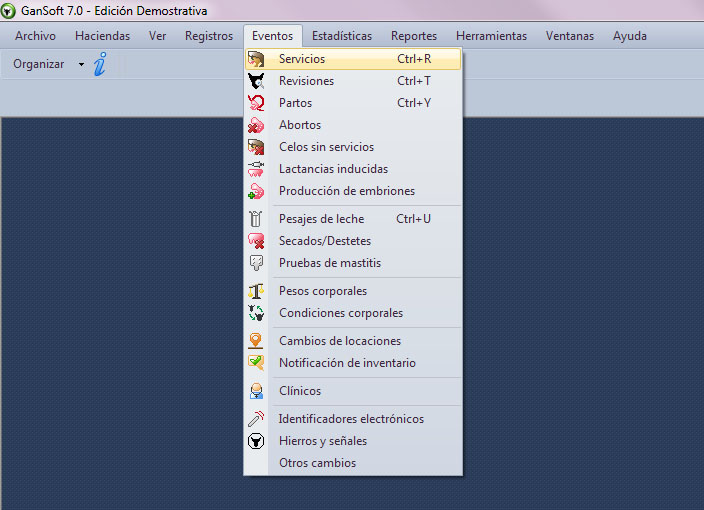 GanSoft 7.0 - Edición Demostrativa
Archivo Haciendas Ver Registros Eventos Estadísticas Reportes Herramientas Ventanas Ayuda
Organizar
Servicios Ctrl+R
Revisiones Ctrl+T
Partos Ctrl+Y
Abortos
Celos sin servicios
Lactancias inducidas
Producción de embriones
Pesajes de leche Ctrl+U
Secados/Destetes
Pruebas de mastitis
Pesos corporales
Condiciones corporales
Cambios de locaciones
Notificación de inventario
Clínicos
Identificadores electrónicos
Hierros y señales
Otros cambios